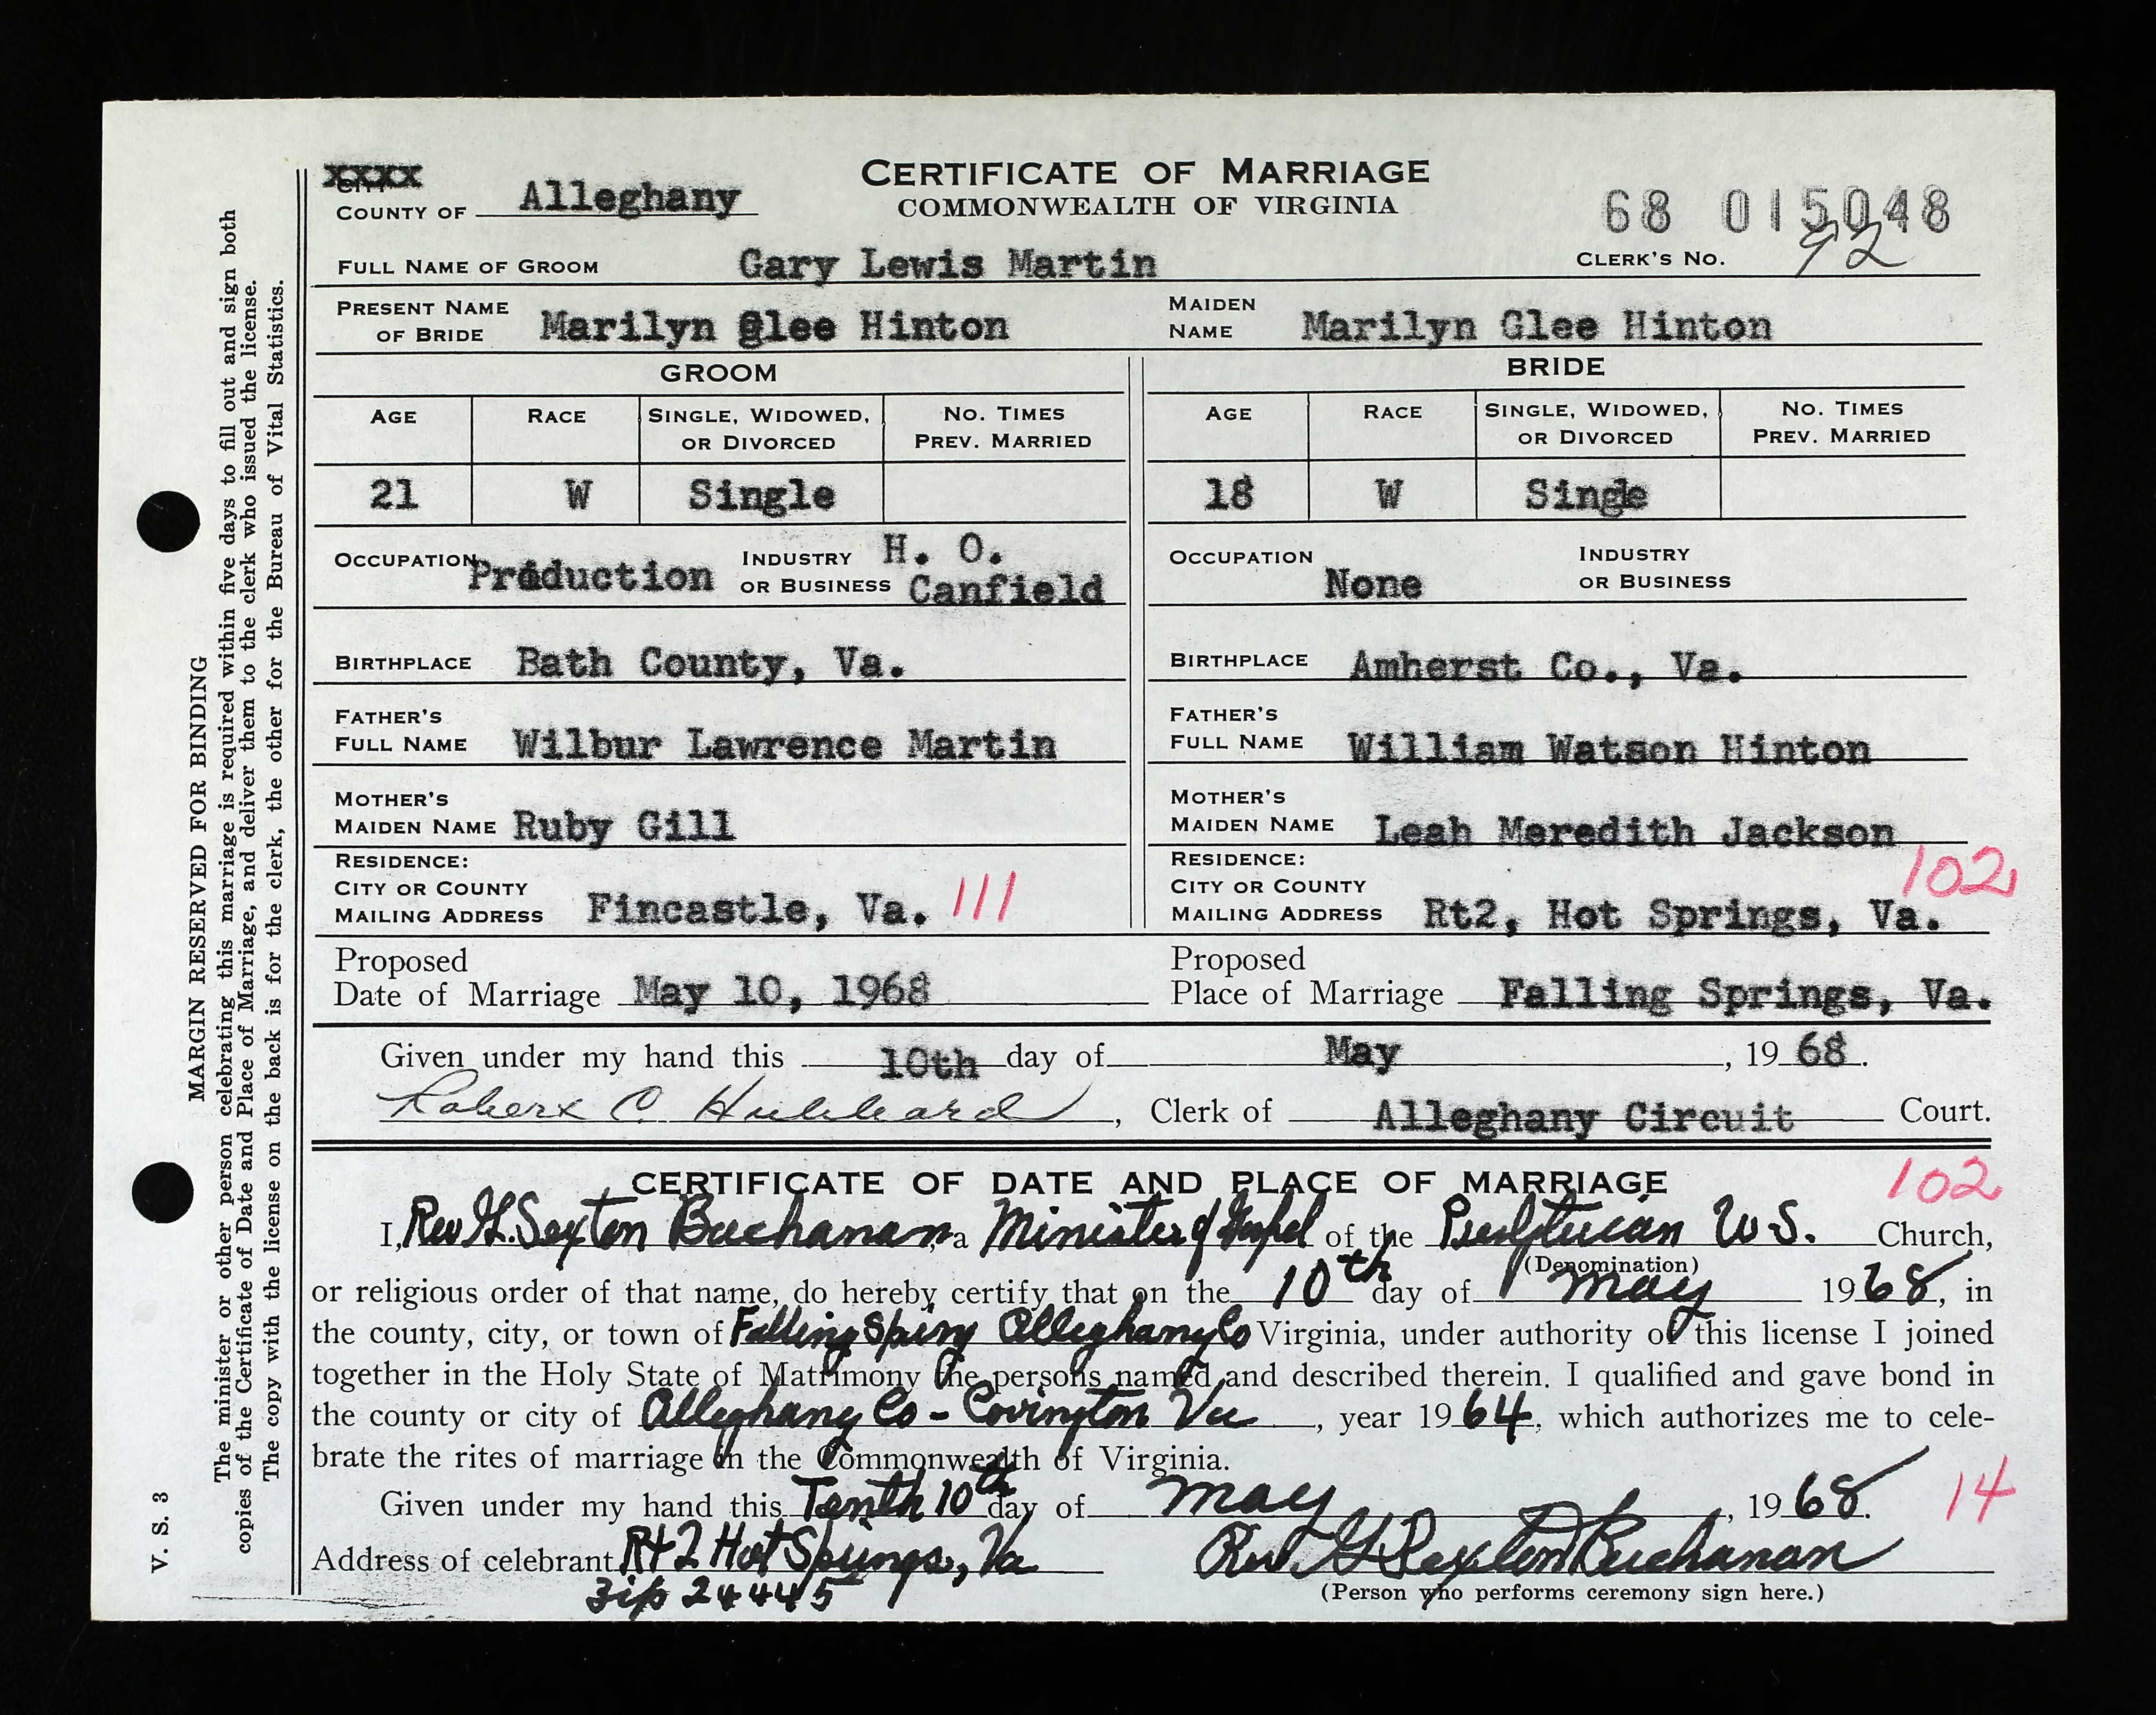 XXXX
CERTIFICATE OF MARRIAGE
COUNTY OF Alleghany
COMMONWEALTH OF VIRGINIA
68 015048
FULL NAME OF GROOM Gary Lewis Martin CLERK'S NO. 92
PRESENT NAME OF BRIDE Marilyn Glee Hinton MAIDEN NAME Marilyn Glee Hinton
GROOM BRIDE
AGE RACE SINGLE, WIDOWED, OR DIVORCED NO. TIMES PREV. MARRIED AGE RACE SINGLE, WIDOWED, OR DIVORCED NO. TIMES PREV. MARRIED
21 W Single 18 W Single
OCCUPATION Production INDUSTRY OR BUSINESS H. O. Canfield OCCUPATION None INDUSTRY OR BUSINESS
BIRTHPLACE Bath County, Va. BIRTHPLACE Amherst Co., Va.
FATHER'S FULL NAME Wilbur Lawrence Martin FATHER'S FULL NAME William Watson Hinton
MOTHER'S MAIDEN NAME Ruby Gill MOTHER'S MAIDEN NAME Leah Meredith Jackson
RESIDENCE: CITY OR COUNTY MAILING ADDRESS Fincastle, Va. 111 RESIDENCE: CITY OR COUNTY MAILING ADDRESS Rt2, Hot Springs, Va. 102
Proposed Date of Marriage May 10, 1968 Proposed Place of Marriage Falling Springs, Va.
Given under my hand this 10th day of May, 19 68.
Robert C. Hubbard, Clerk of Alleghany Circuit Court.
CERTIFICATE OF DATE AND PLACE OF MARRIAGE 102
I, Rev G. Sexton Buchanan, a Minister of Gospel of the Presbyterian U.S. Church,
(Denomination)
or religious order of that name, do hereby certify that on the 10th day of May 1968, in
the county, city, or town of Falling Spring Alleghany Co Virginia, under authority of this license I joined
together in the Holy State of Matrimony the persons named and described therein. I qualified and gave bond in
the county or city of Alleghany Co - Covington Va, year 1964, which authorizes me to cele-
brate the rites of marriage in the Commonwealth of Virginia.
Given under my hand this Tenth 10th day of May, 1968. 14
Address of celebrant Rt 2 Hot Springs, Va Rev. G Sexton Buchanan
Zip 24445 (Person who performs ceremony sign here.)
MARGIN RESERVED FOR BINDING
The minister or other person celebrating this marriage is required within five days to fill out and sign both
copies of the Certificate of Date and Place of Marriage, and deliver them to the clerk who issued the license.
The copy with the license on the back is for the clerk, the other for the Bureau of Vital Statistics.
V. S. 3